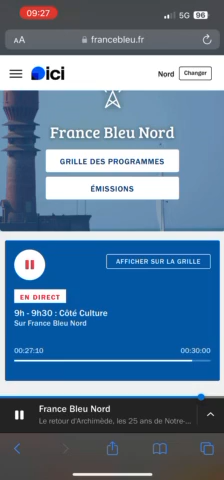 09:27
5G 96
AA
francebleu.fr
ici
Nord
Changer
France Bleu Nord
GRILLE DES PROGRAMMES
ÉMISSIONS
AFFICHER SUR LA GRILLE
EN DIRECT
9h - 9h30 : Côté Culture
Sur France Bleu Nord
00:27:10
00:30:00
France Bleu Nord
Le retour d'Archimède, les 25 ans de Notre-...